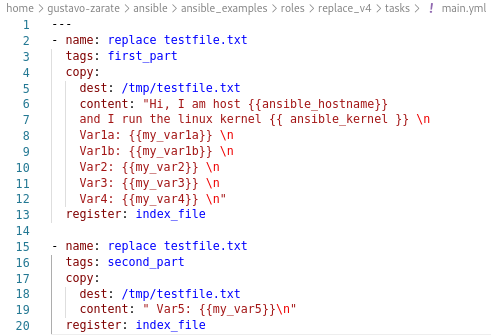 home > gustavo-zarate > ansible > ansible_examples > roles > replace_v4 > tasks > ! main.yml
1 ---
2 - name: replace testfile.txt
3   tags: first_part
4   copy:
5     dest: /tmp/testfile.txt
6     content: "Hi, I am host {{ansible_hostname}}
7     and I run the linux kernel {{ ansible_kernel }} \n
8     Var1a: {{my_var1a}} \n
9     Var1b: {{my_var1b}} \n
10     Var2: {{my_var2}} \n
11     Var3: {{my_var3}} \n
12     Var4: {{my_var4}} \n"
13   register: index_file
14
15 - name: replace testfile.txt
16   tags: second_part
17   copy:
18     dest: /tmp/testfile.txt
19     content: " Var5: {{my_var5}}\n"
20   register: index_file